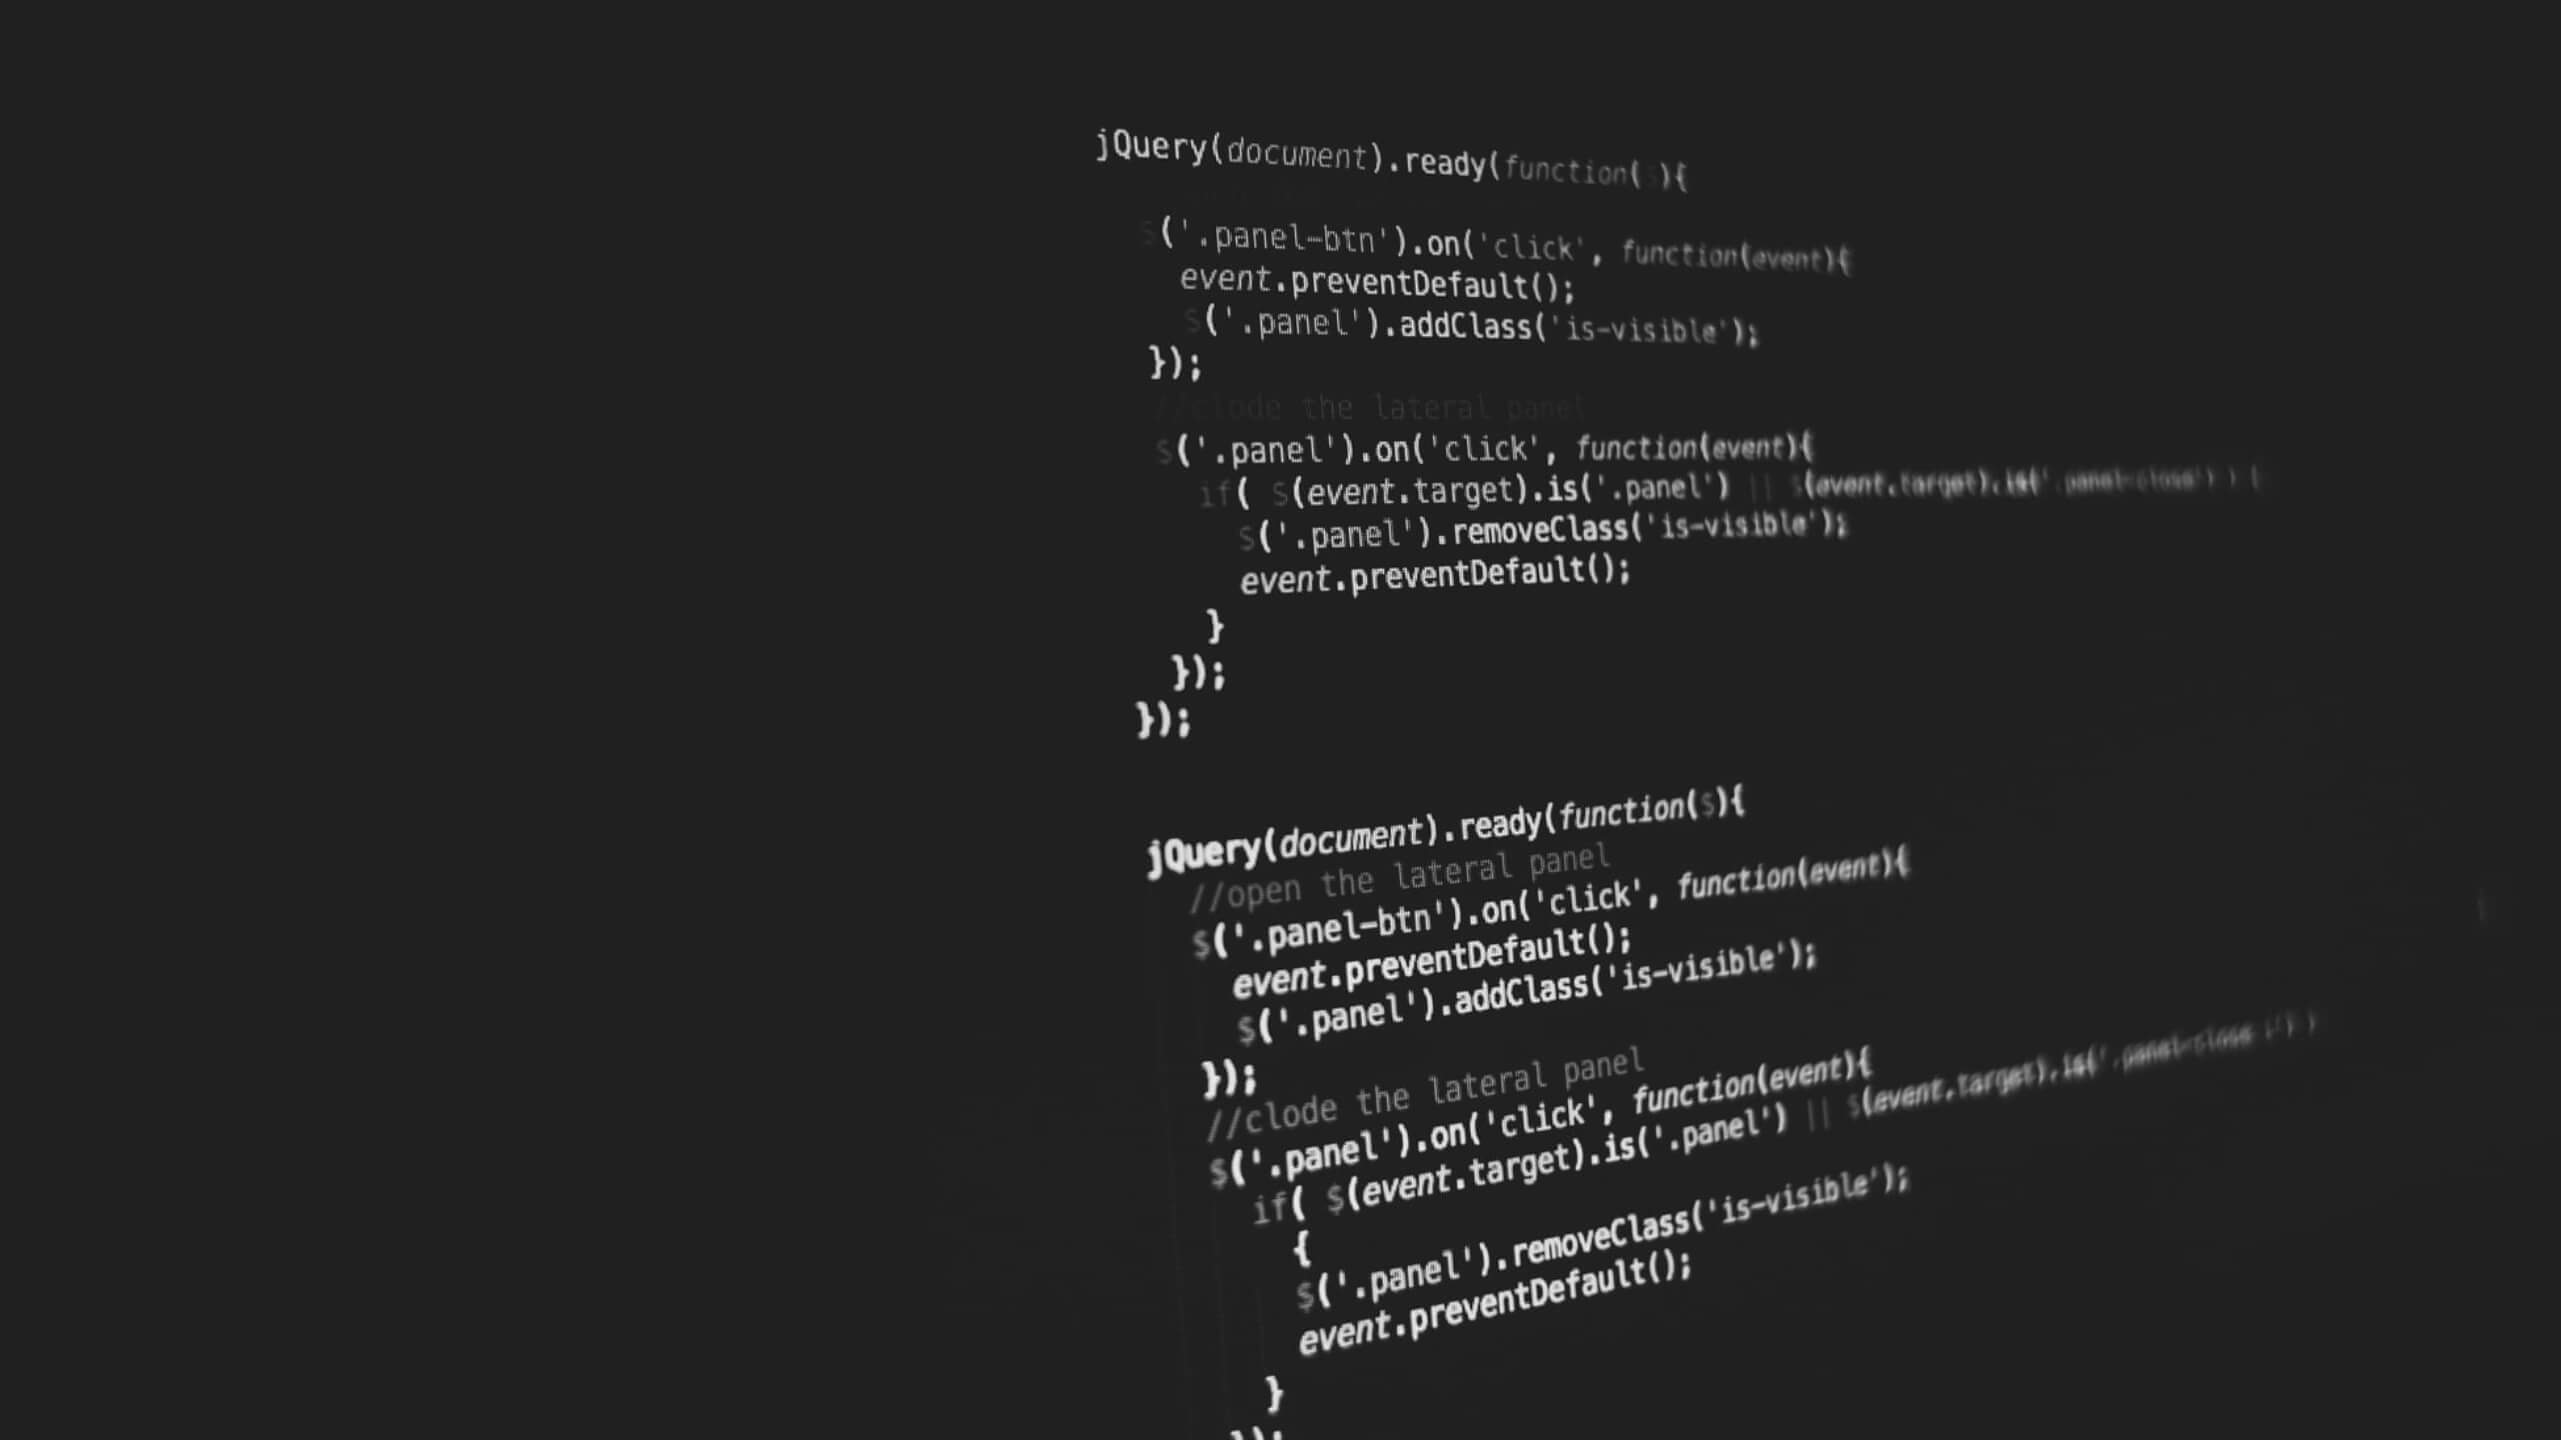 jQuery(document).ready(function($){
$('.panel-btn').on('click', function(event){
event.preventDefault();
$('.panel').addClass('is-visible');
});
//clode the lateral panel
$('.panel').on('click', function(event){
if( $(event.target).is('.panel') || $(event.target).is('.panel-close') ) {
$('.panel').removeClass('is-visible');
event.preventDefault();
}
});
});
jQuery(document).ready(function($){
//open the lateral panel
$('.panel-btn').on('click', function(event){
event.preventDefault();
$('.panel').addClass('is-visible');
});
//clode the lateral panel
$('.panel').on('click', function(event){
if( $(event.target).is('.panel') || $(event.target).is('.panel-close') )
{
$('.panel').removeClass('is-visible');
event.preventDefault();
}
});